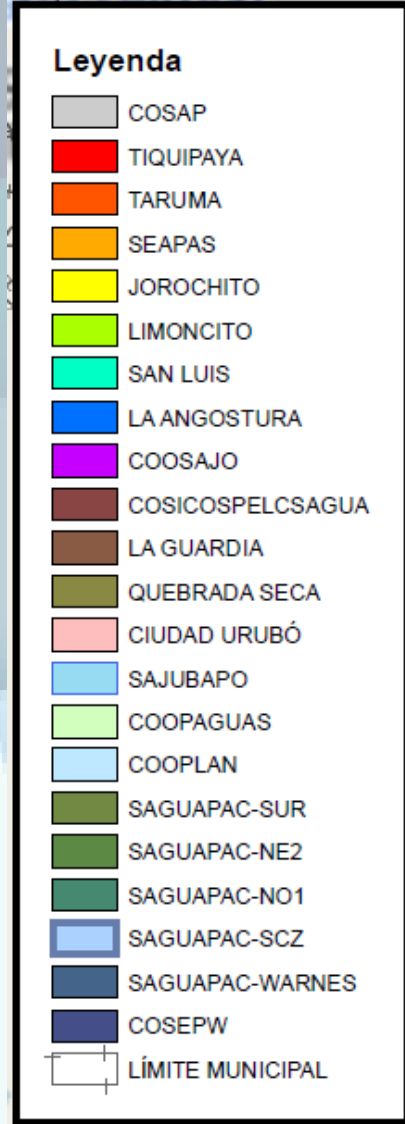 Leyenda
COSAP
TIQUIPAYA
TARUMA
SEAPAS
JOROCHITO
LIMONCITO
SAN LUIS
LA ANGOSTURA
COOSAJO
COSICOSPELCSAGUA
LA GUARDIA
QUEBRADA SECA
CIUDAD URUBÓ
SAJUBAPO
COOPAGUAS
COOPLAN
SAGUAPAC-SUR
SAGUAPAC-NE2
SAGUAPAC-NO1
SAGUAPAC-SCZ
SAGUAPAC-WARNES
COSEPW
LÍMITE MUNICIPAL